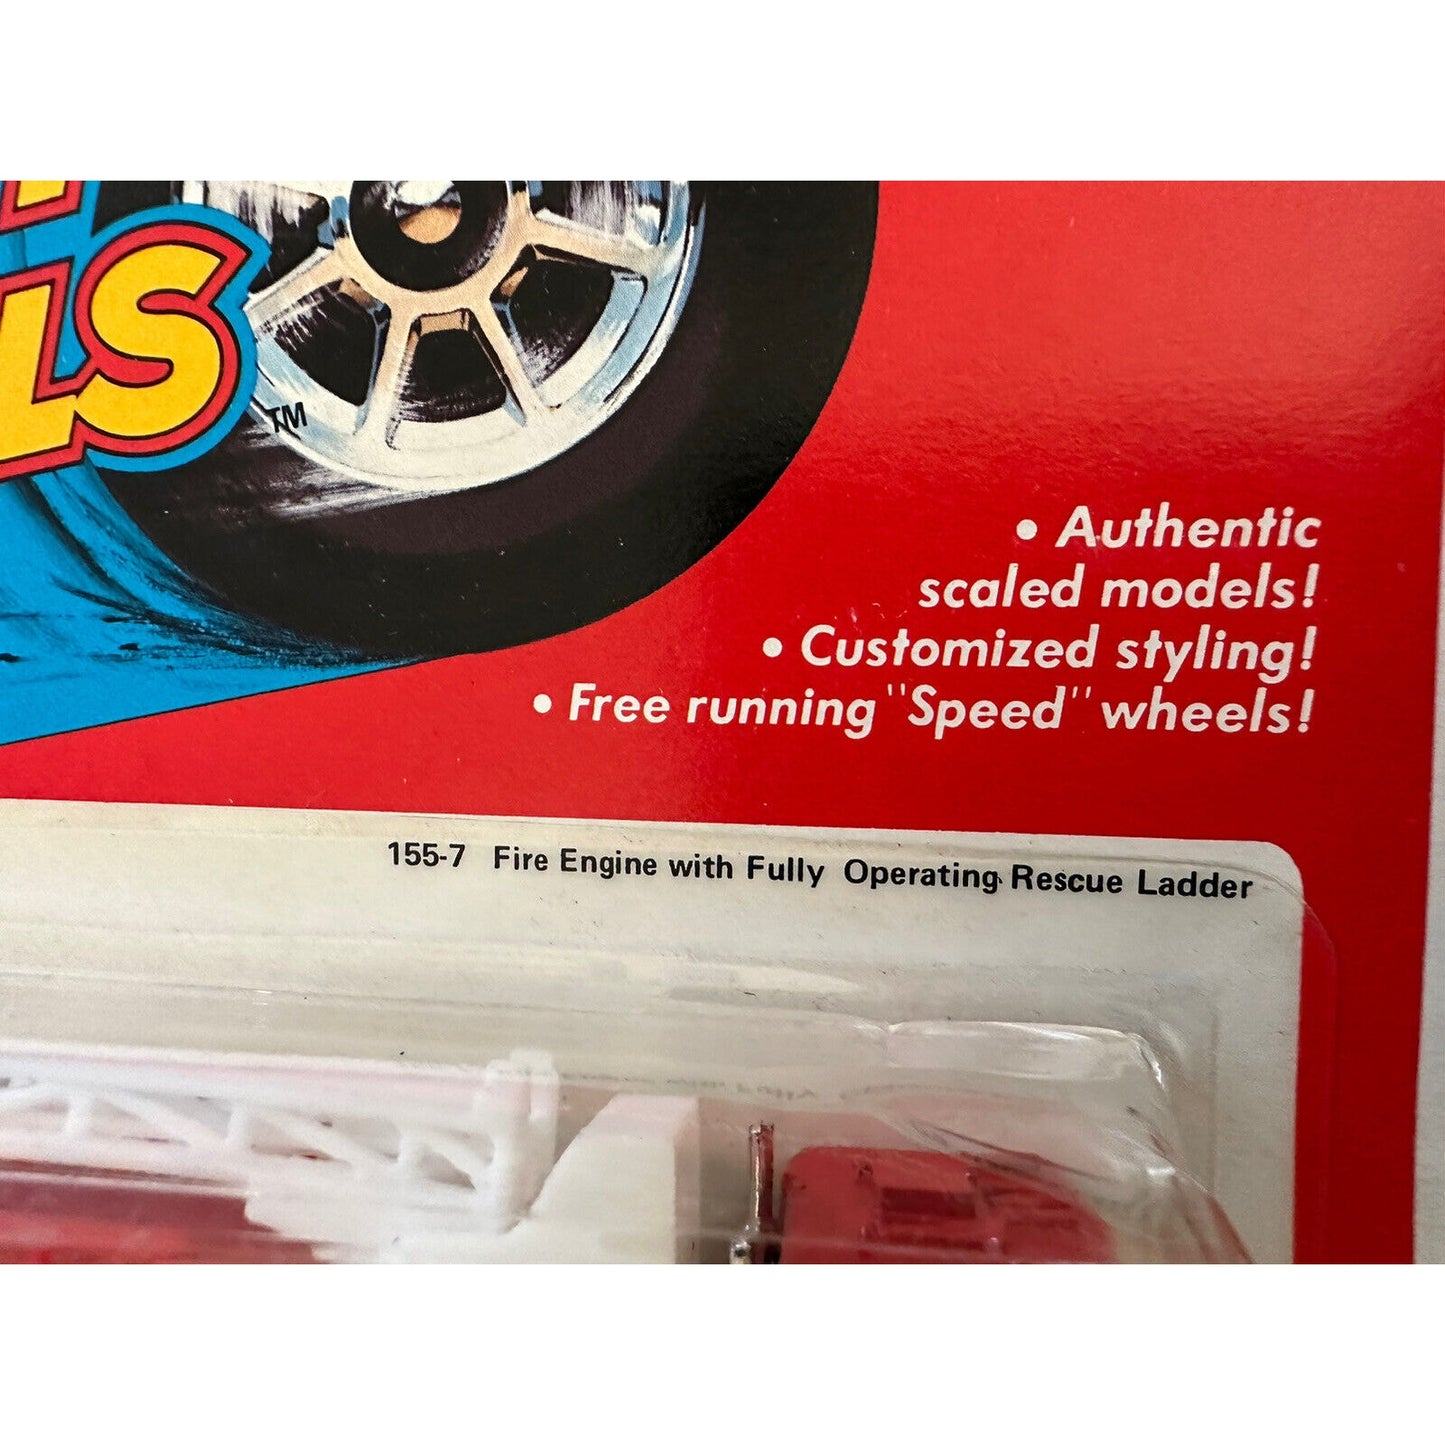 LS
TM
• Authentic
scaled models!
• Customized styling!
• Free running "Speed" wheels!
155-7 Fire Engine with Fully Operating Rescue Ladder